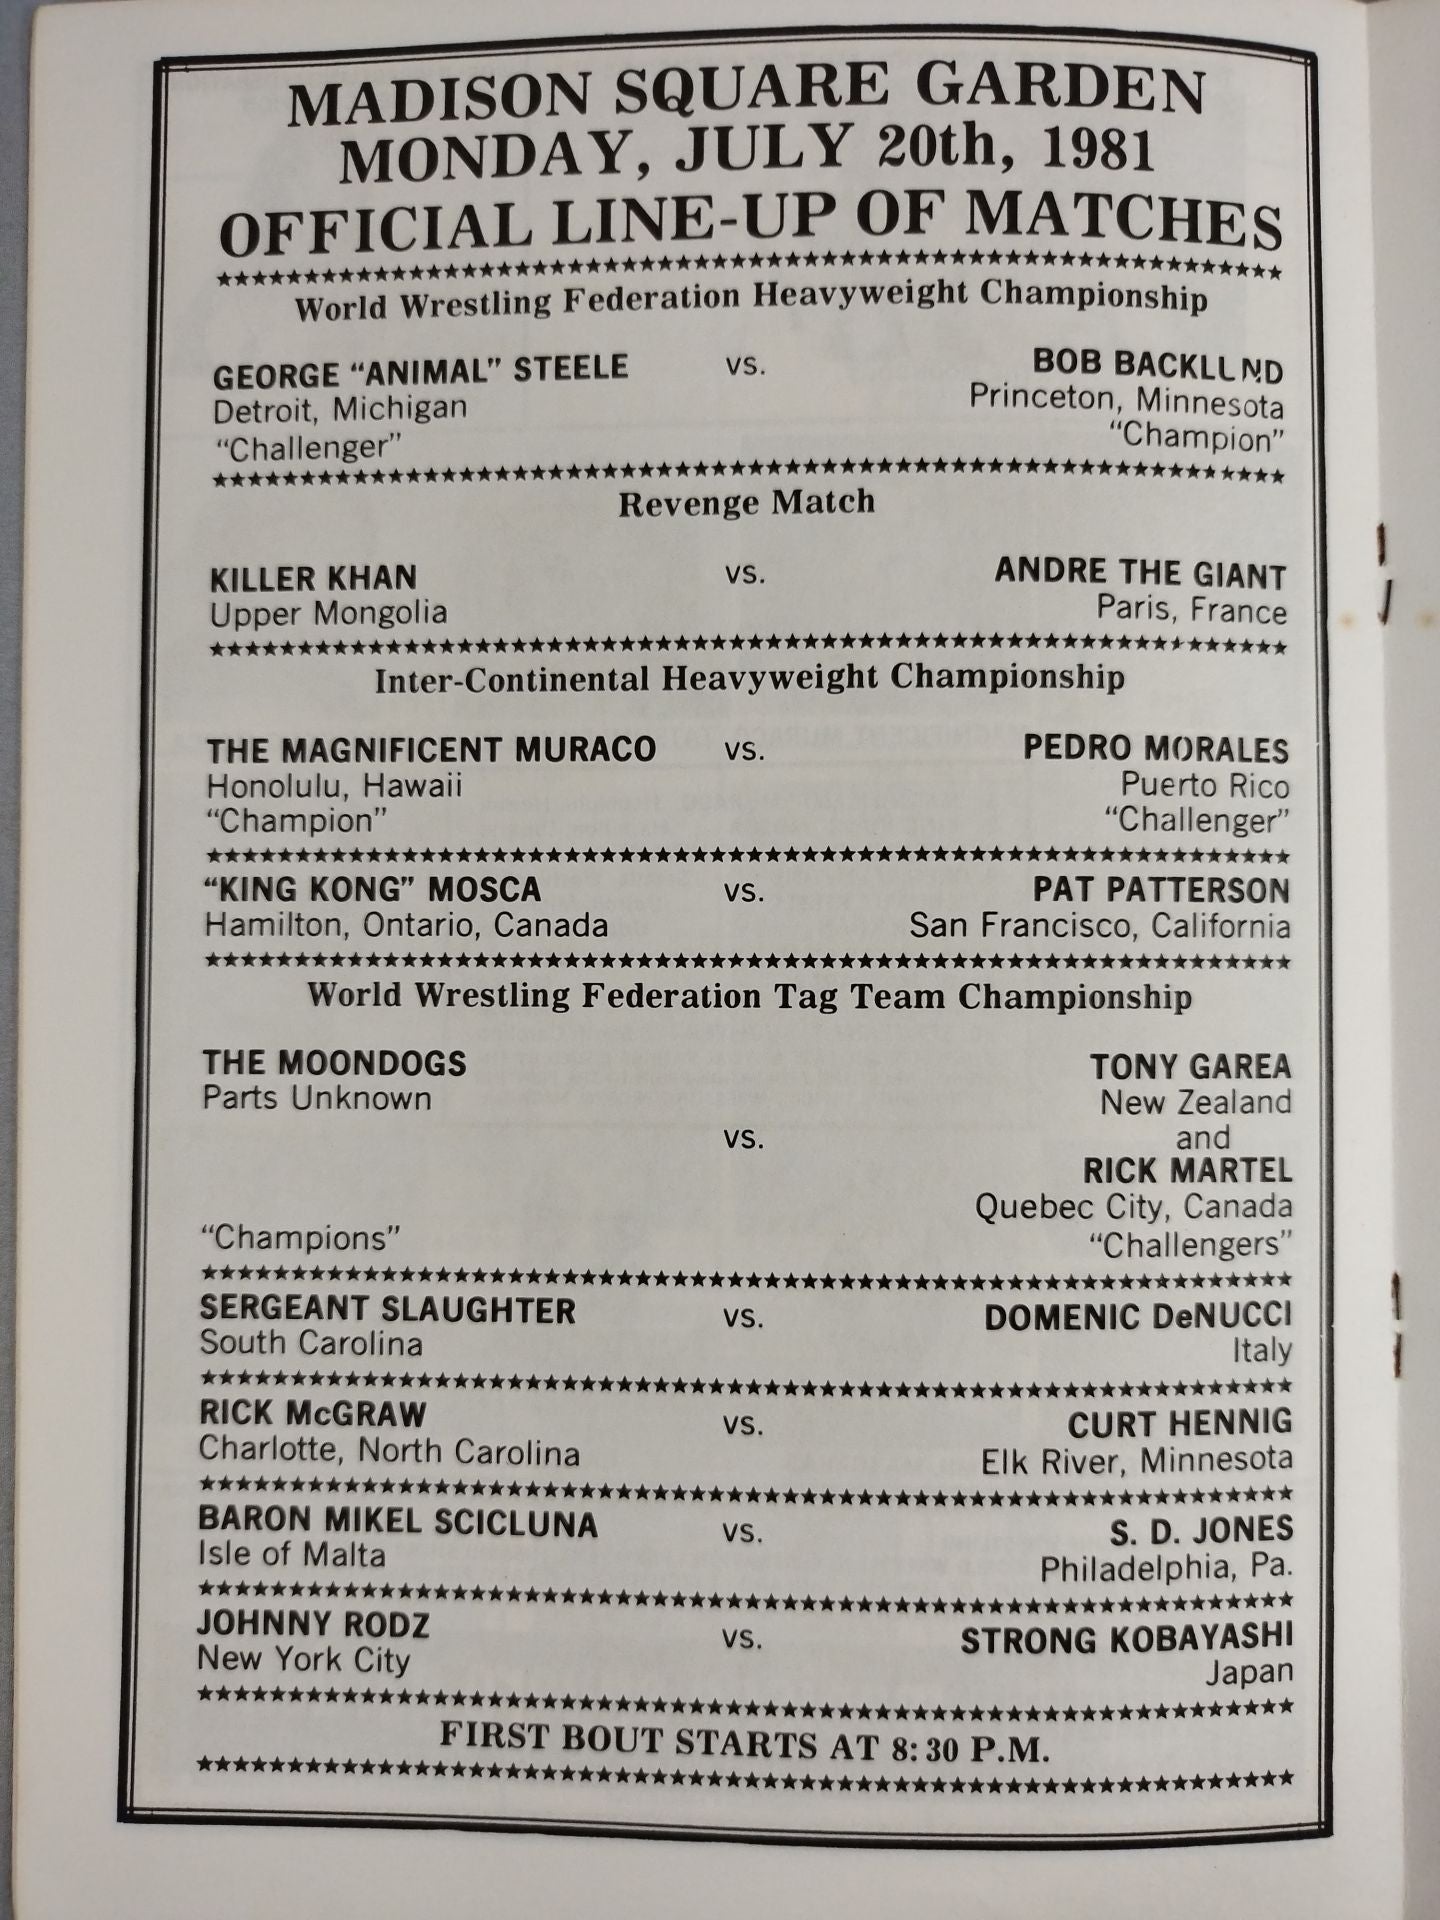 MADISON SQUARE GARDEN
MONDAY, JULY 20th, 1981
OFFICIAL LINE-UP OF MATCHES
World Wrestling Federation Heavyweight Championship
GEORGE "ANIMAL" STEELE vs. BOB BACKLUND
Detroit, Michigan Princeton, Minnesota
"Challenger" "Champion"
Revenge Match
KILLER KHAN vs. ANDRE THE GIANT
Upper Mongolia Paris, France
Inter-Continental Heavyweight Championship
THE MAGNIFICENT MURACO vs. PEDRO MORALES
Honolulu, Hawaii Puerto Rico
"Champion" "Challenger"
"KING KONG" MOSCA vs. PAT PATTERSON
Hamilton, Ontario, Canada San Francisco, California
World Wrestling Federation Tag Team Championship
THE MOONDOGS TONY GAREA
Parts Unknown New Zealand
vs. and
RICK MARTEL
Quebec City, Canada
"Champions" "Challengers"
SERGEANT SLAUGHTER vs. DOMENIC DeNUCCI
South Carolina Italy
RICK McGRAW vs. CURT HENNIG
Charlotte, North Carolina Elk River, Minnesota
BARON MIKEL SCICLUNA vs. S. D. JONES
Isle of Malta Philadelphia, Pa.
JOHNNY RODZ vs. STRONG KOBAYASHI
New York City Japan
FIRST BOUT STARTS AT 8:30 P.M.